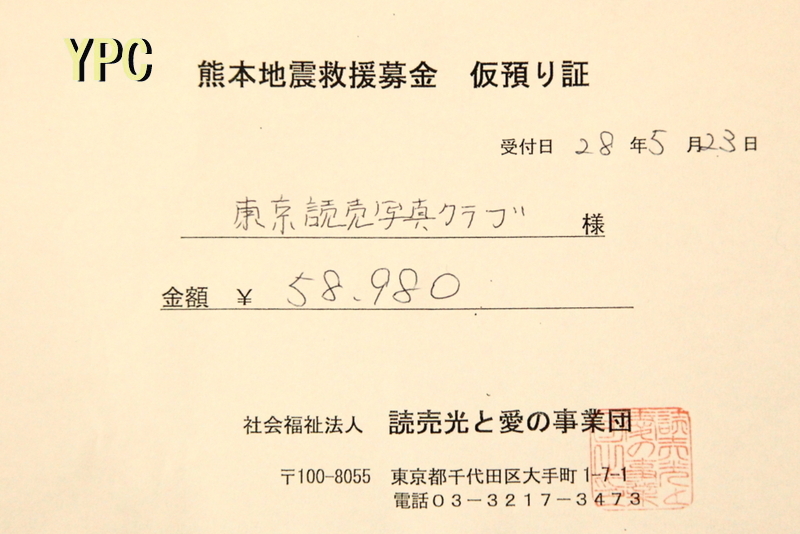 YPC
熊本地震救援募金　仮預り証
受付日 28 年 5 月 23 日
東京読売写真クラブ 様
金額 ￥ 58.980
社会福祉法人 読売光と愛の事業団
〒100-8055 東京都千代田区大手町 1-7-1
電話０３－３２１７－３４７３